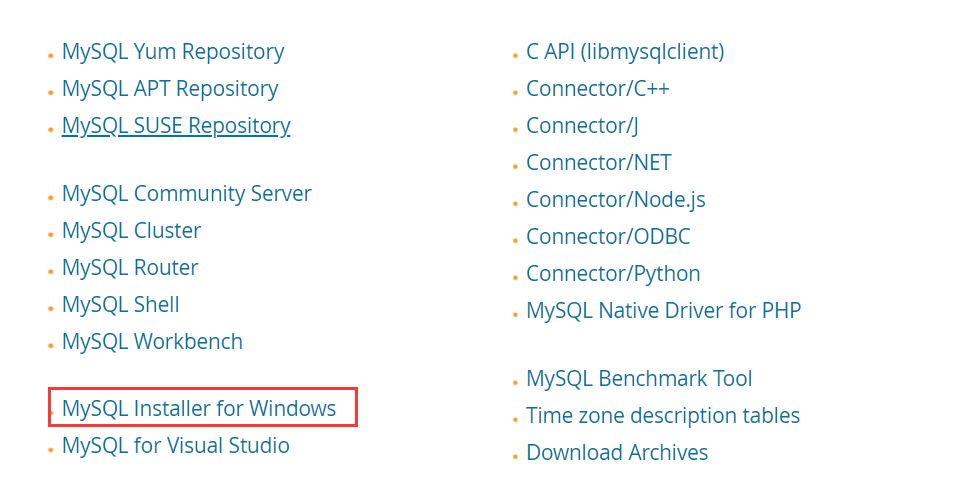 MySQL Yum Repository
MySQL APT Repository
MySQL SUSE Repository
MySQL Community Server
MySQL Cluster
MySQL Router
MySQL Shell
MySQL Workbench
MySQL Installer for Windows
MySQL for Visual Studio
C API (libmysqlclient)
Connector/C++
Connector/J
Connector/NET
Connector/Node.js
Connector/ODBC
Connector/Python
MySQL Native Driver for PHP
MySQL Benchmark Tool
Time zone description tables
Download Archives